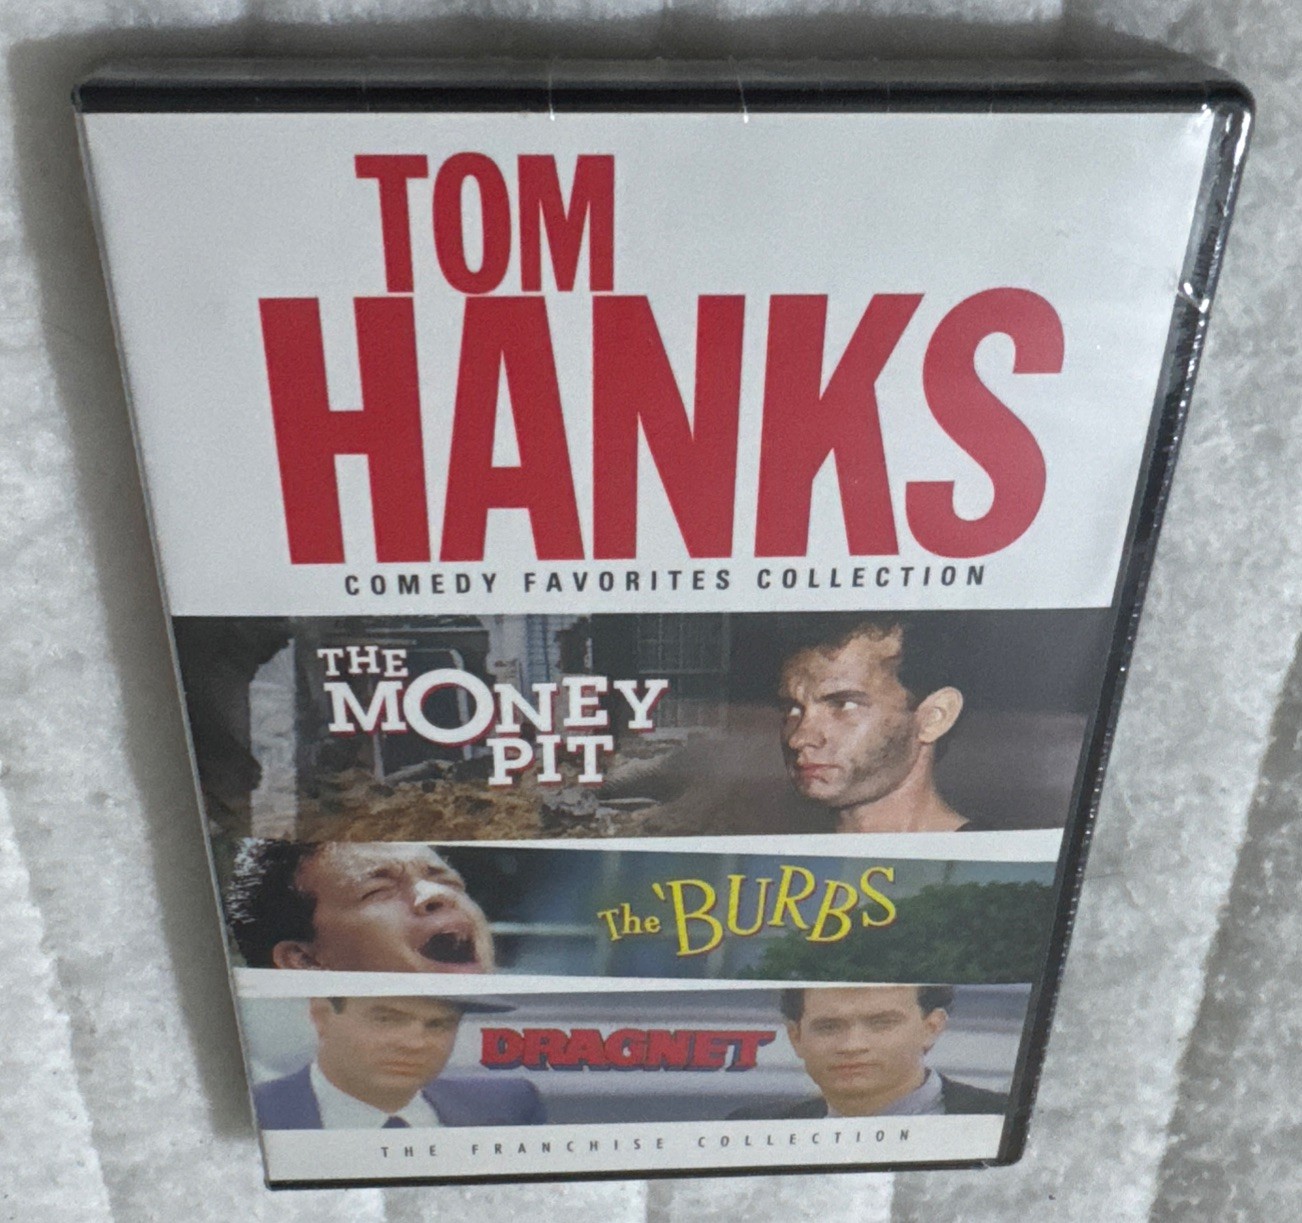 TOM
HANKS
COMEDY FAVORITES COLLECTION
THE
MONEY
PIT
The 'BURBS
DRAGNET
THE FRANCHISE COLLECTION